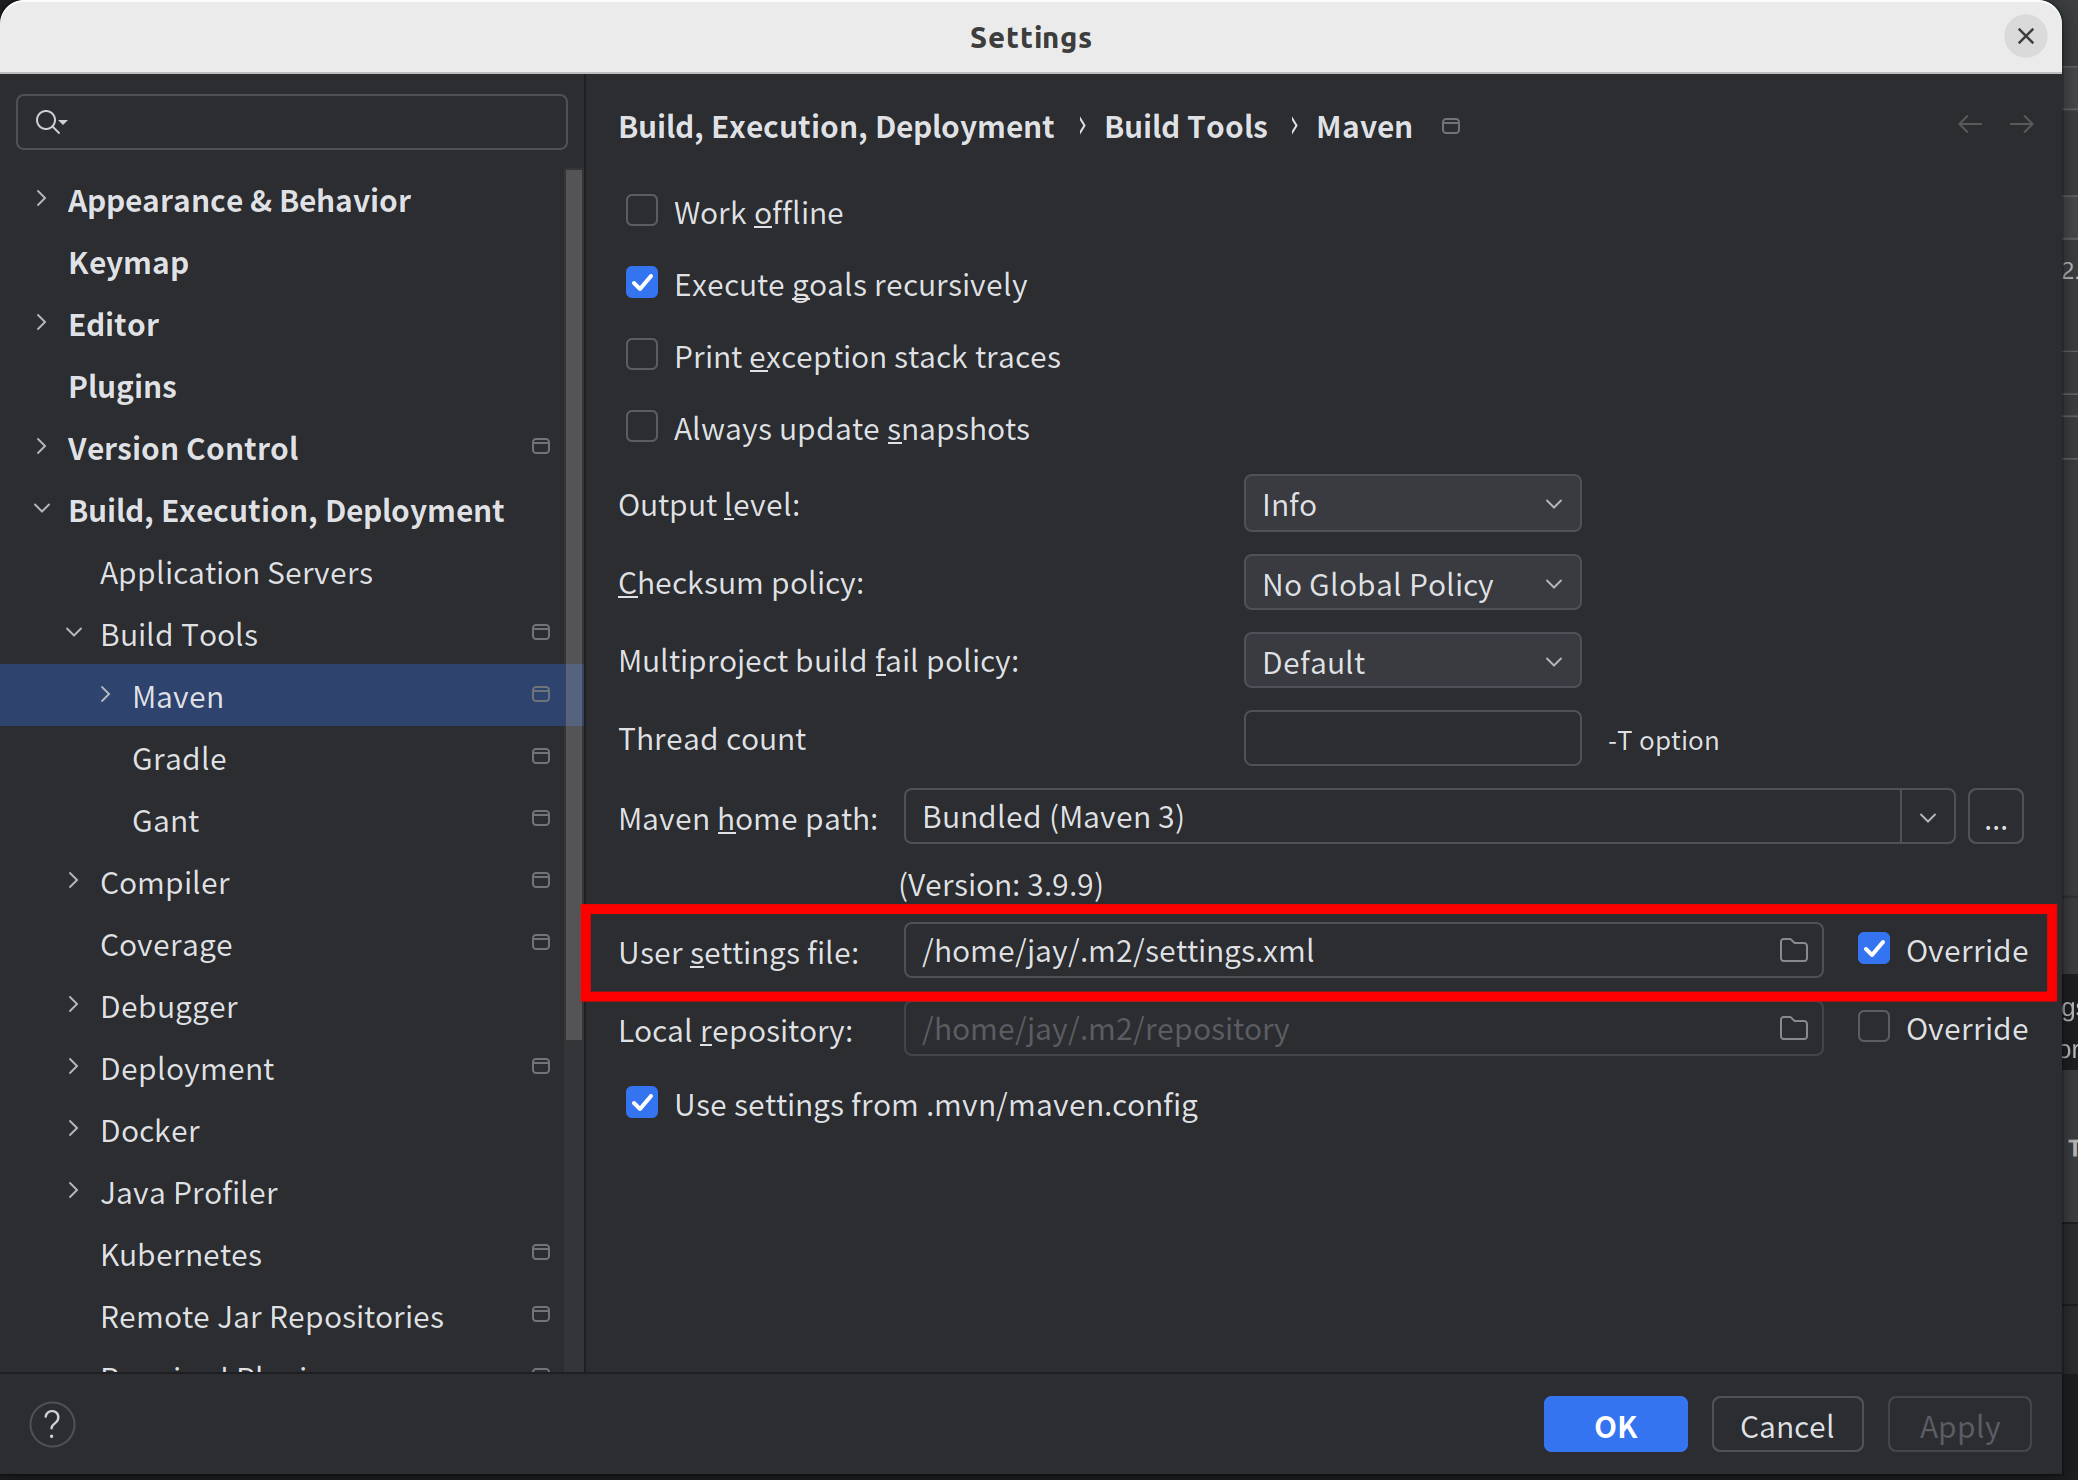 Settings
Appearance & Behavior
Keymap
Editor
Plugins
Version Control
Build, Execution, Deployment
Application Servers
Build Tools
Maven
Gradle
Gant
Compiler
Coverage
Debugger
Deployment
Docker
Java Profiler
Kubernetes
Remote Jar Repositories
Build, Execution, Deployment › Build Tools › Maven
Work offline
Execute goals recursively
Print exception stack traces
Always update snapshots
Output level: Info
Checksum policy: No Global Policy
Multiproject build fail policy: Default
Thread count -T option
Maven home path: Bundled (Maven 3) ...
(Version: 3.9.9)
User settings file: /home/jay/.m2/settings.xml Override
Local repository: /home/jay/.m2/repository Override
Use settings from .mvn/maven.config
? OK Cancel Apply